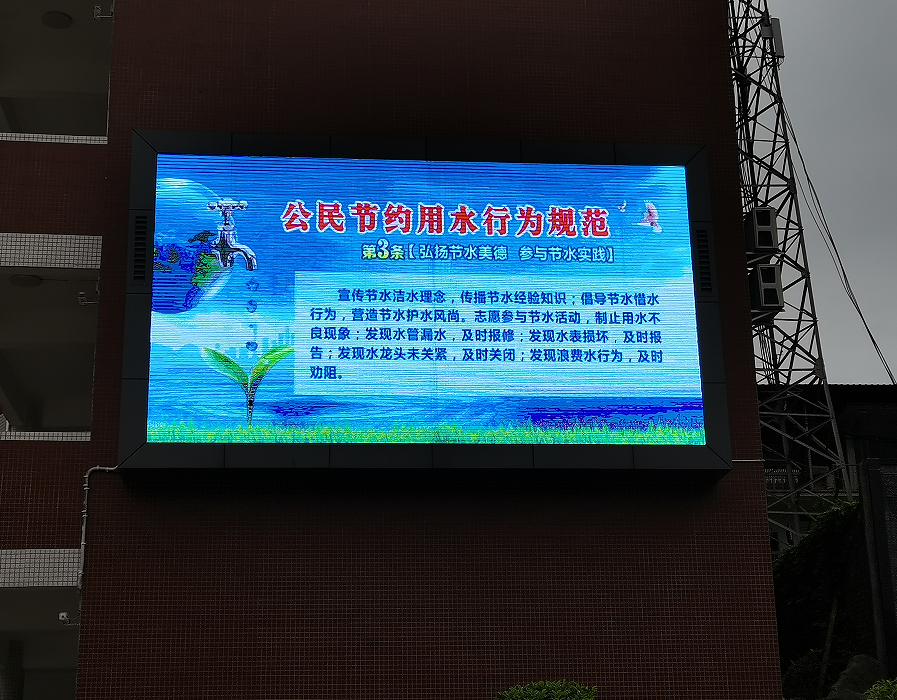 公民节约用水行为规范
第3条【弘扬节水美德 参与节水实践】
宣传节水洁水理念，传播节水经验知识；倡导节水惜水
行为，营造节水护水风尚。志愿参与节水活动，制止用水不
良现象；发现水管漏水，及时报修；发现水表损坏，及时报
告；发现水龙头未关紧，及时关闭；发现浪费水行为，及时
劝阻。